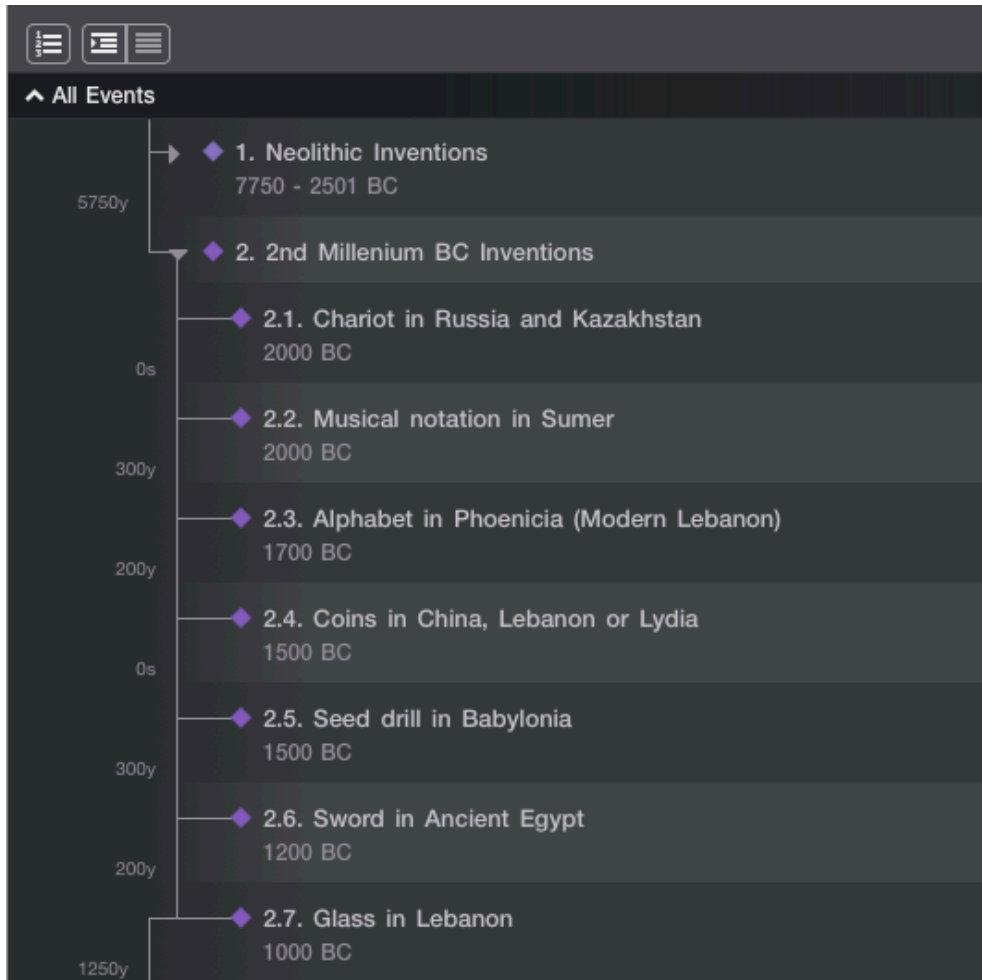 All Events
1. Neolithic Inventions
7750 - 2501 BC
5750y
2. 2nd Millenium BC Inventions
2.1. Chariot in Russia and Kazakhstan
2000 BC
0s
2.2. Musical notation in Sumer
2000 BC
300y
2.3. Alphabet in Phoenicia (Modern Lebanon)
1700 BC
200y
2.4. Coins in China, Lebanon or Lydia
1500 BC
0s
2.5. Seed drill in Babylonia
1500 BC
300y
2.6. Sword in Ancient Egypt
1200 BC
200y
2.7. Glass in Lebanon
1000 BC
1250y